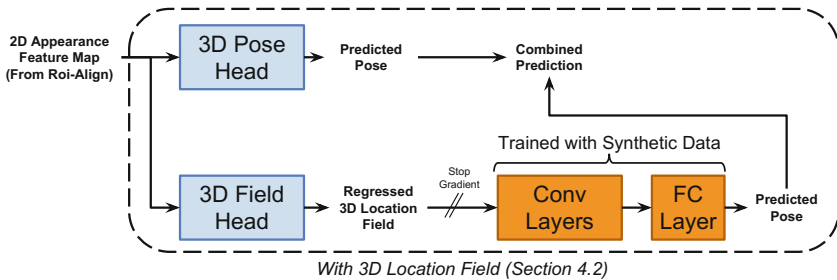 2D Appearance
Feature Map
(From Roi-Align)
3D Pose
Head
Predicted
Pose
Combined
Prediction
Trained with Synthetic Data
3D Field
Head
Regressed
3D Location
Field
Stop
Gradient
Conv
Layers
FC
Layer
Predicted
Pose
With 3D Location Field (Section 4.2)